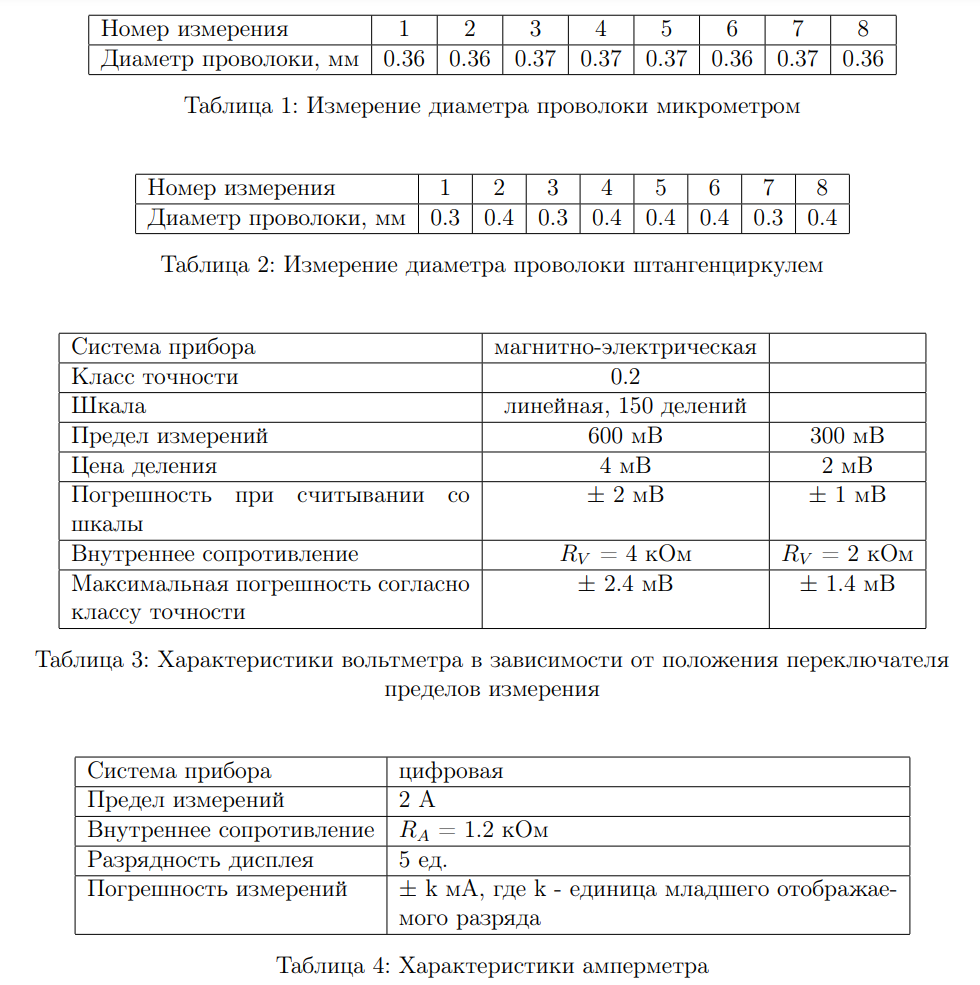 Номер измерения 1 2 3 4 5 6 7 8
Диаметр проволоки, мм 0.36 0.36 0.37 0.37 0.37 0.36 0.37 0.36
Таблица 1: Измерение диаметра проволоки микрометром
Номер измерения 1 2 3 4 5 6 7 8
Диаметр проволоки, мм 0.3 0.4 0.3 0.4 0.4 0.4 0.3 0.4
Таблица 2: Измерение диаметра проволоки штангенциркулем
Система прибора магнитно-электрическая
Класс точности 0.2
Шкала линейная, 150 делений
Предел измерений 600 мВ 300 мВ
Цена деления 4 мВ 2 мВ
Погрешность при считывании со ± 2 мВ ± 1 мВ
шкалы
Внутреннее сопротивление R_V = 4 кОм R_V = 2 кОм
Максимальная погрешность согласно ± 2.4 мВ ± 1.4 мВ
классу точности
Таблица 3: Характеристики вольтметра в зависимости от положения переключателя
пределов измерения
Система прибора цифровая
Предел измерений 2 А
Внутреннее сопротивление R_A = 1.2 кОм
Разрядность дисплея 5 ед.
Погрешность измерений ± k мА, где k - единица младшего отображае-
мого разряда
Таблица 4: Характеристики амперметра